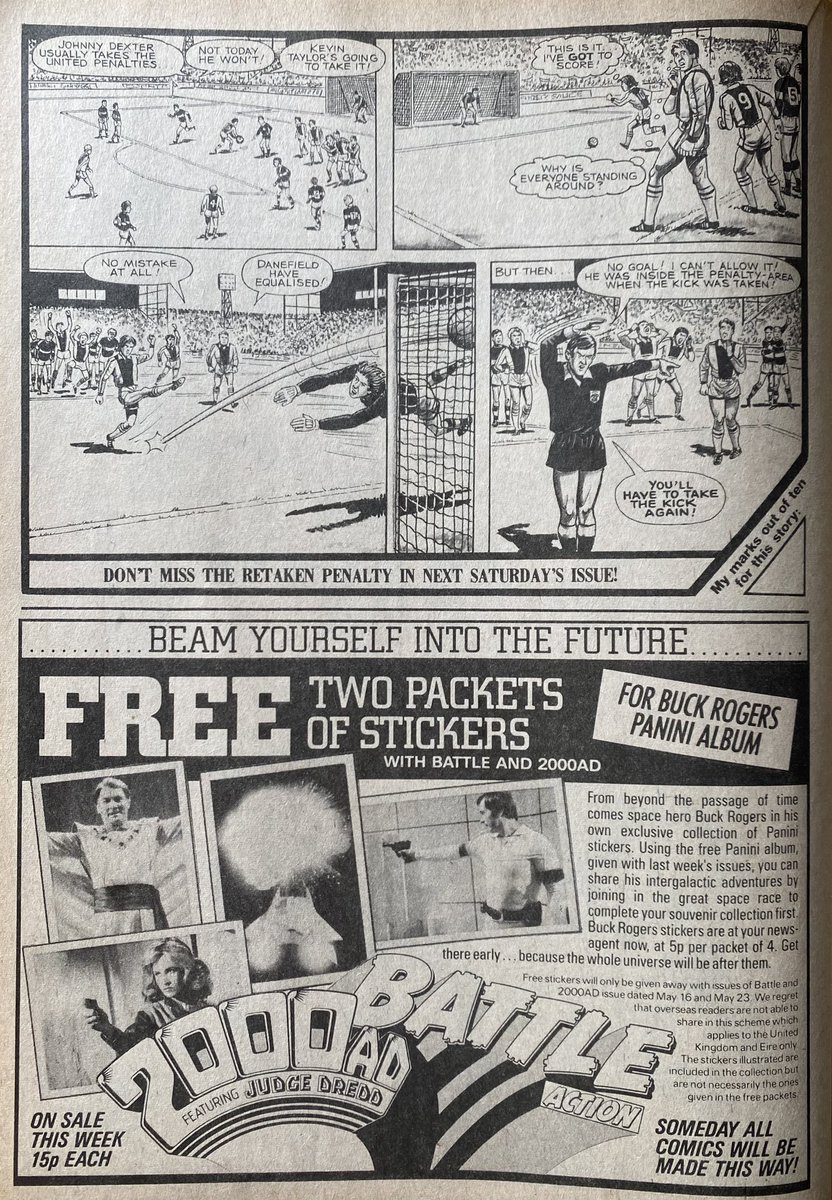 JOHNNY DEXTER
USUALLY TAKES THE
UNITED PENALTIES.
NOT TODAY
HE WON'T!
KEVIN
TAYLOR'S GOING
TO TAKE IT!
THIS IS IT.
I'VE GOT TO
SCORE!
WHY IS
EVERYONE STANDING
AROUND?
9
5
NO MISTAKE
AT ALL!
DANEFIELD
HAVE
EQUALISED!
BUT THEN...
NO GOAL! I CAN'T ALLOW IT!
HE WAS INSIDE THE PENALTY-AREA
WHEN THE KICK WAS TAKEN!
YOU'LL
HAVE TO TAKE
THE KICK
AGAIN!
My marks out of ten
for this story:
DON'T MISS THE RETAKEN PENALTY IN NEXT SATURDAY'S ISSUE!
..........BEAM YOURSELF INTO THE FUTURE..........
FREE TWO PACKETS
OF STICKERS
WITH BATTLE AND 2000AD
FOR BUCK ROGERS
PANINI ALBUM
From beyond the passage of time
comes space hero Buck Rogers in his
own exclusive collection of Panini
stickers. Using the free Panini album,
given with last week's issues, you can
share his intergalactic adventures by
joining in the great space race to
complete your souvenir collection first.
Buck Rogers stickers are at your news-
agent now, at 5p per packet of 4. Get
there early... because the whole universe will be after them.
Free stickers will only be given away with issues of Battle and
2000AD issue dated May 16 and May 23. We regret
that overseas readers are not able to
share in this scheme which
applies to the United
Kingdom and Eire only.
The stickers illustrated are
included in the collection but
are not necessarily the ones
given in the free packets.
2000AD
FEATURING JUDGE DREDD
BATTLE
ACTION
ON SALE
THIS WEEK
15p EACH
SOMEDAY ALL
COMICS WILL BE
MADE THIS WAY!